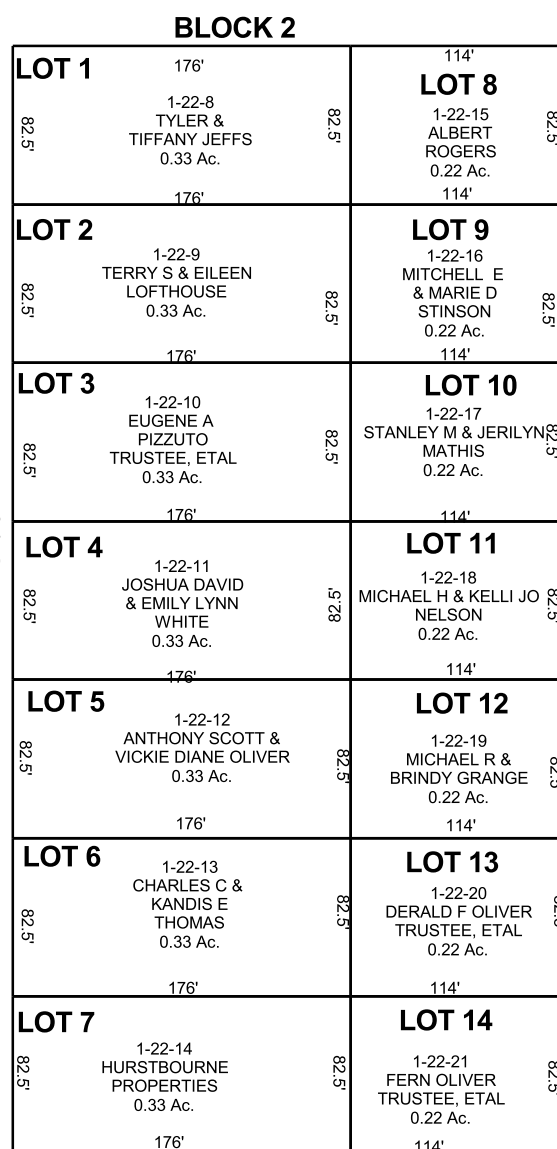 BLOCK 2
LOT 1
176'
82.5'
1-22-8
TYLER &
TIFFANY JEFFS
0.33 Ac.
82.5'
176'
114'
LOT 8
1-22-15
ALBERT
ROGERS
0.22 Ac.
82.5'
114'
LOT 2
82.5'
1-22-9
TERRY S & EILEEN
LOFTHOUSE
0.33 Ac.
82.5'
176'
LOT 9
1-22-16
MITCHELL E
& MARIE D
STINSON
0.22 Ac.
82.5'
114'
LOT 3
82.5'
1-22-10
EUGENE A
PIZZUTO
TRUSTEE, ETAL
0.33 Ac.
82.5'
176'
LOT 10
1-22-17
STANLEY M & JERILYN
MATHIS
0.22 Ac.
82.5'
114'
LOT 4
82.5'
1-22-11
JOSHUA DAVID
& EMILY LYNN
WHITE
0.33 Ac.
82.5'
176'
LOT 11
1-22-18
MICHAEL H & KELLI JO
NELSON
0.22 Ac.
82.5'
114'
LOT 5
82.5'
1-22-12
ANTHONY SCOTT &
VICKIE DIANE OLIVER
0.33 Ac.
82.5'
176'
LOT 12
1-22-19
MICHAEL R &
BRINDY GRANGE
0.22 Ac.
82.5'
114'
LOT 6
82.5'
1-22-13
CHARLES C &
KANDIS E
THOMAS
0.33 Ac.
82.5'
176'
LOT 13
1-22-20
DERALD F OLIVER
TRUSTEE, ETAL
0.22 Ac.
114'
LOT 7
82.5'
1-22-14
HURSTBOURNE
PROPERTIES
0.33 Ac.
82.5'
176'
LOT 14
1-22-21
FERN OLIVER
TRUSTEE, ETAL
0.22 Ac.
82.5'
114'